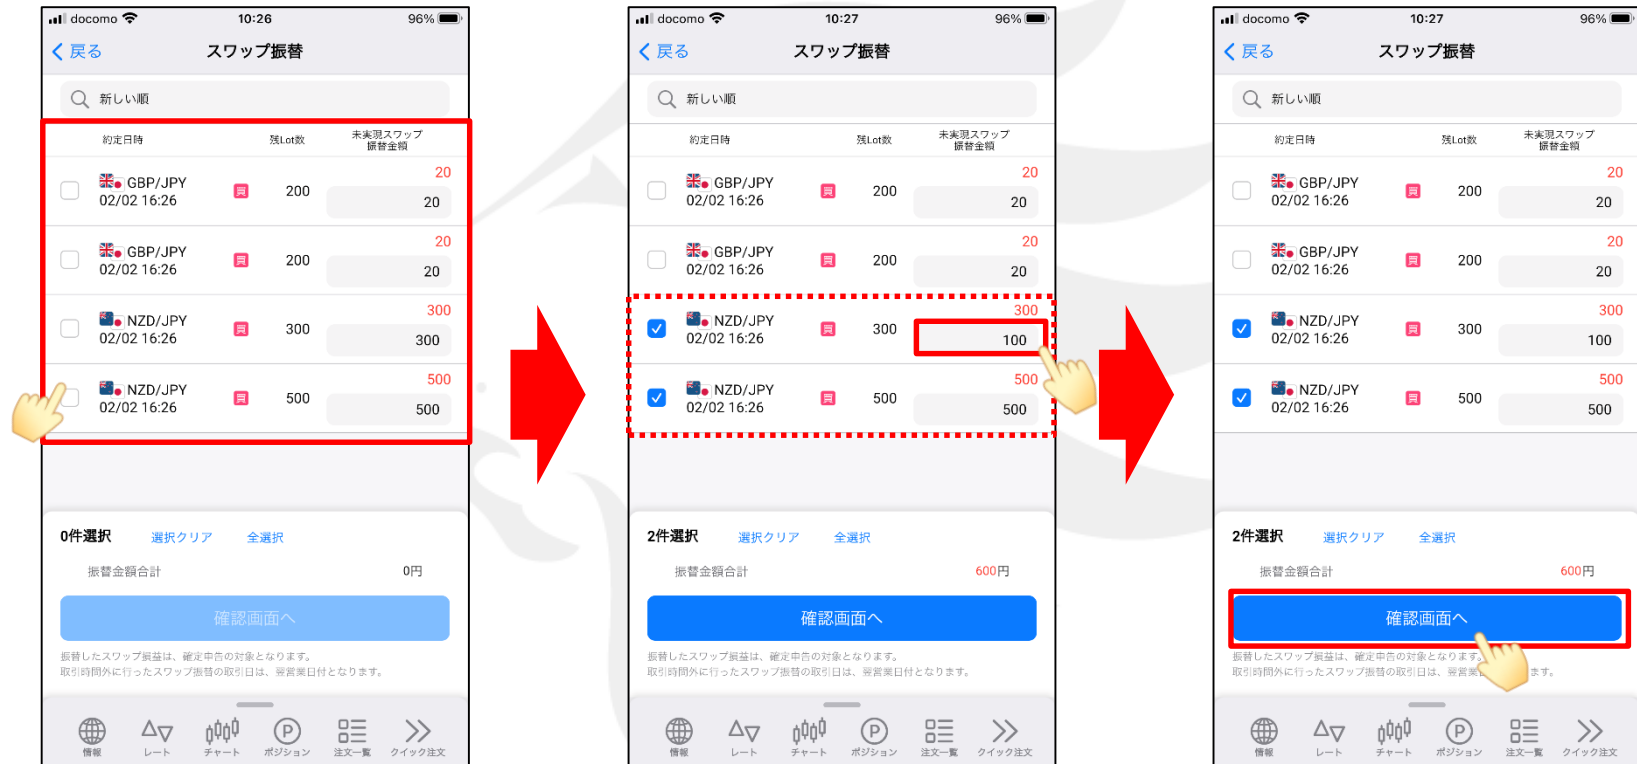 docomo 10:26 96%
戻る スワップ振替
新しい順
約定日時 残Lot数 未実現スワップ
振替金額
GBP/JPY 買 200 20
02/02 16:26 20
GBP/JPY 買 200 20
02/02 16:26 20
NZD/JPY 買 300 300
02/02 16:26 300
NZD/JPY 買 500 500
02/02 16:26 500
0件選択 選択クリア 全選択
振替金額合計 0円
確認画面へ
振替したスワップ損益は、確定申告の対象となります。
取引時間外に行ったスワップ振替の取引日は、翌営業日付となります。
情報 レート チャート ポジション 注文一覧 クイック注文
docomo 10:27 96%
戻る スワップ振替
新しい順
約定日時 残Lot数 未実現スワップ
振替金額
GBP/JPY 買 200 20
02/02 16:26 20
GBP/JPY 買 200 20
02/02 16:26 20
NZD/JPY 買 300 300
02/02 16:26 100
NZD/JPY 買 500 500
02/02 16:26 500
2件選択 選択クリア 全選択
振替金額合計 600円
確認画面へ
振替したスワップ損益は、確定申告の対象となります。
取引時間外に行ったスワップ振替の取引日は、翌営業日付となります。
情報 レート チャート ポジション 注文一覧 クイック注文
docomo 10:27 96%
戻る スワップ振替
新しい順
約定日時 残Lot数 未実現スワップ
振替金額
GBP/JPY 買 200 20
02/02 16:26 20
GBP/JPY 買 200 20
02/02 16:26 20
NZD/JPY 買 300 300
02/02 16:26 100
NZD/JPY 買 500 500
02/02 16:26 500
2件選択 選択クリア 全選択
振替金額合計 600円
確認画面へ
振替したスワップ損益は、確定申告の対象となります。
取引時間外に行ったスワップ振替の取引日は、翌営業 ます。
情報 レート チャート ポジション 注文一覧 クイック注文